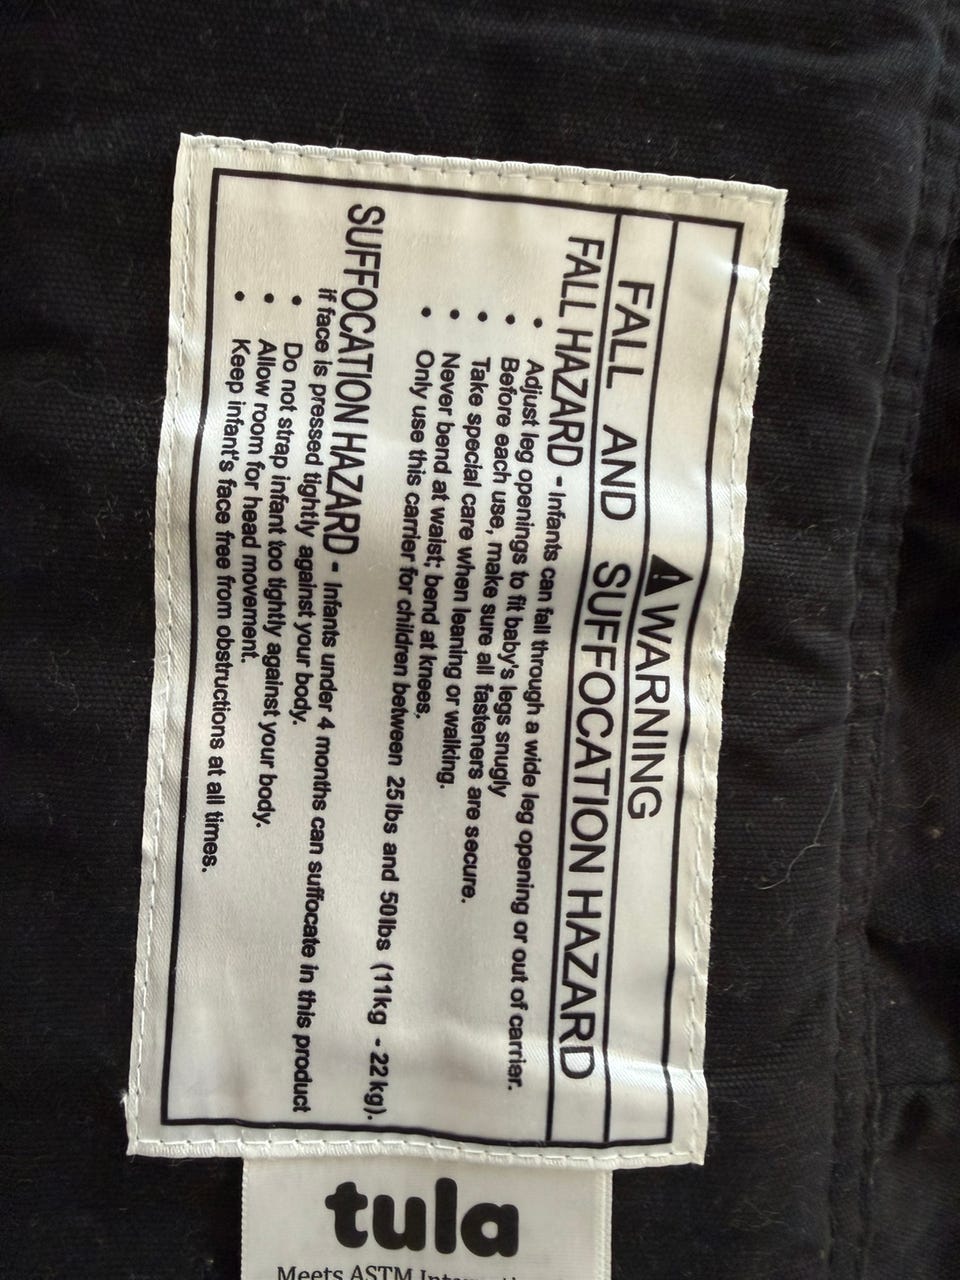 WARNING
FALL AND SUFFOCATION HAZARD
FALL HAZARD - Infants can fall through a wide leg opening or out of carrier.
• Adjust leg openings to fit baby's legs snugly
• Before each use, make sure all fasteners are secure.
• Take special care when leaning or walking.
• Never bend at waist; bend at knees.
• Only use this carrier for children between 25lbs and 50lbs (11kg - 22kg).
SUFFOCATION HAZARD - Infants under 4 months can suffocate in this product
if face is pressed tightly against your body.
• Do not strap infant too tightly against your body.
• Allow room for head movement.
• Keep infant's face free from obstructions at all times.
tula
Meets ASTM